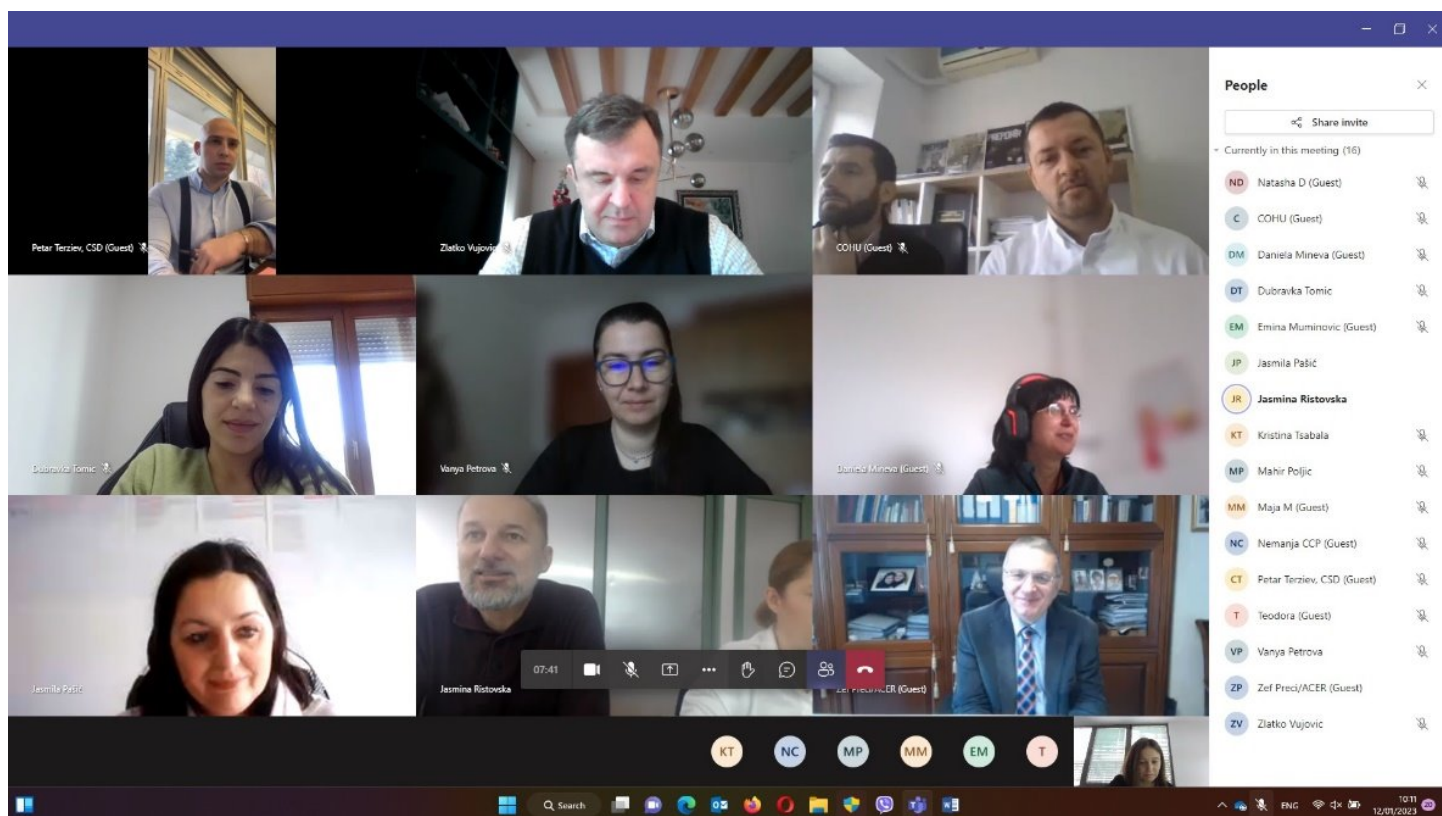 People
Share invite
Currently in this meeting (16)
ND Natasha D (Guest)
C COHU (Guest)
DM Daniela Mineva (Guest)
DT Dubravka Tomic
EM Emina Muminovic (Guest)
JP Jasmila Pašić
JR Jasmina Ristovska
KT Kristina Tsabala
MP Mahir Poljic
MM Maja M (Guest)
NC Nemanja CCP (Guest)
CT Petar Terziev, CSD (Guest)
T Teodora (Guest)
VP Vanya Petrova
ZP Zef Preci/ACER (Guest)
ZV Zlatko Vujovic
Petar Terziev, CSD (Guest)
Zlatko Vujovic
COHU (Guest)
Dubravka Tomic
Vanya Petrova
Daniela Mineva (Guest)
Jasmila Pašić
Jasmina Ristovska
Zef Preci/ACER (Guest)
07:41
KT NC MP MM EM T
Search
ENG
10:11
12/01/2023